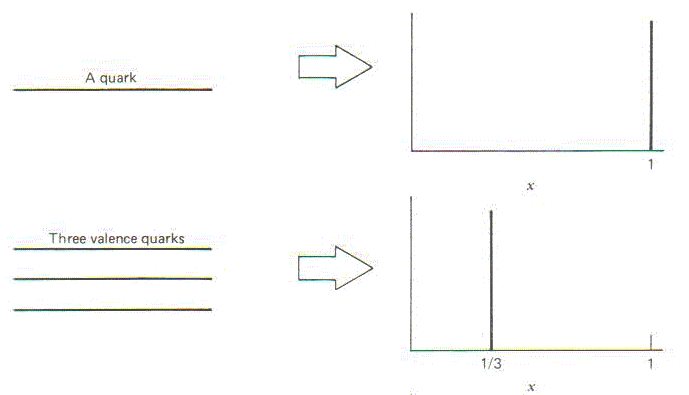 A quark
1
x
Three valence quarks
1/3
1
x